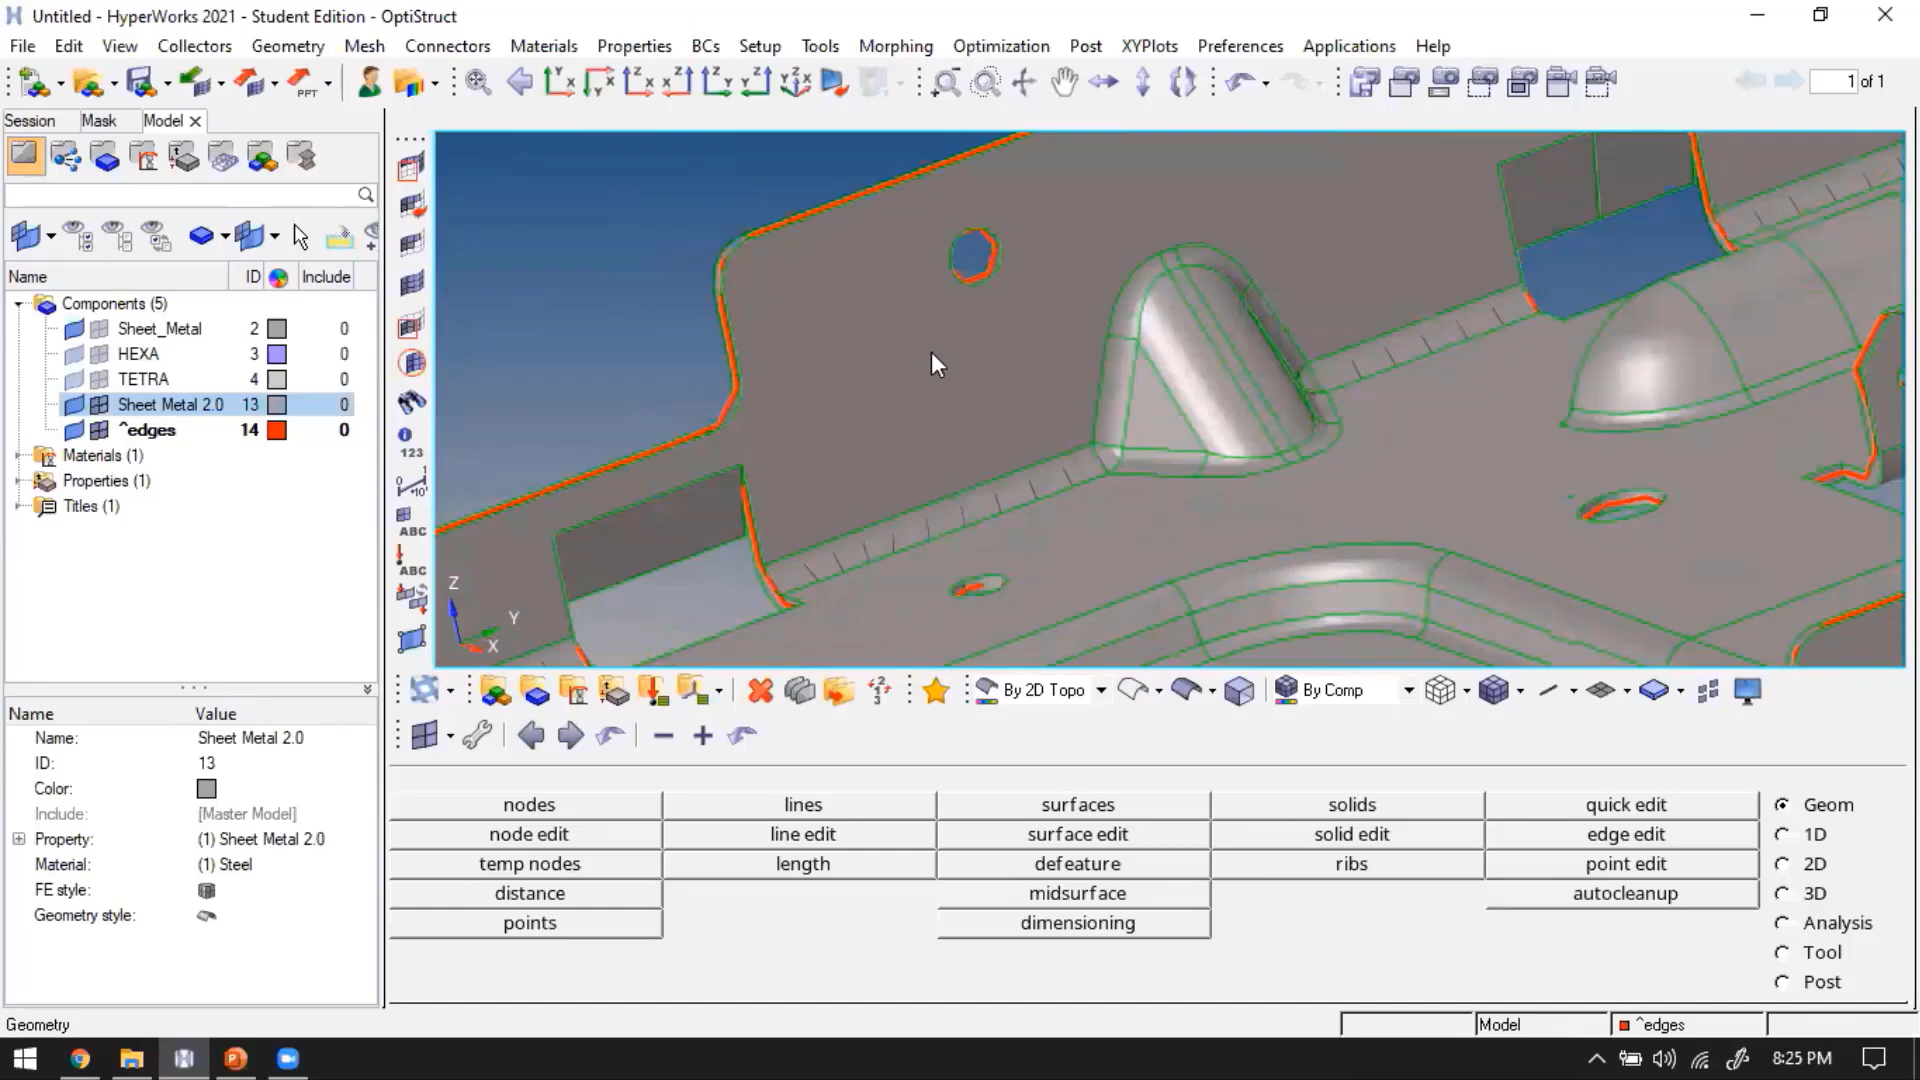 Untitled - HyperWorks 2021 - Student Edition - OptiStruct
File Edit View Collectors Geometry Mesh Connectors Materials Properties BCs Setup Tools Morphing Optimization Post XYPlots Preferences Applications Help
PPT
1 of 1
Session Mask Model
Name ID Include
Components (5)
Sheet_Metal 2 0
HEXA 3 0
TETRA 4 0
Sheet Metal 2.0 13 0
^edges 14 0
Materials (1)
Properties (1)
Titles (1)
123
ABC
ABC
Z
Y
X
By 2D Topo By Comp
Name Value
Name: Sheet Metal 2.0
ID: 13
Color:
Include: [Master Model]
Property: (1) Sheet Metal 2.0
Material: (1) Steel
FE style:
Geometry style:
nodes lines surfaces solids quick edit Geom
node edit line edit surface edit solid edit edge edit 1D
temp nodes length defeature ribs point edit 2D
distance midsurface autocleanup 3D
points dimensioning Analysis
Tool
Post
Geometry Model ^edges
8:25 PM